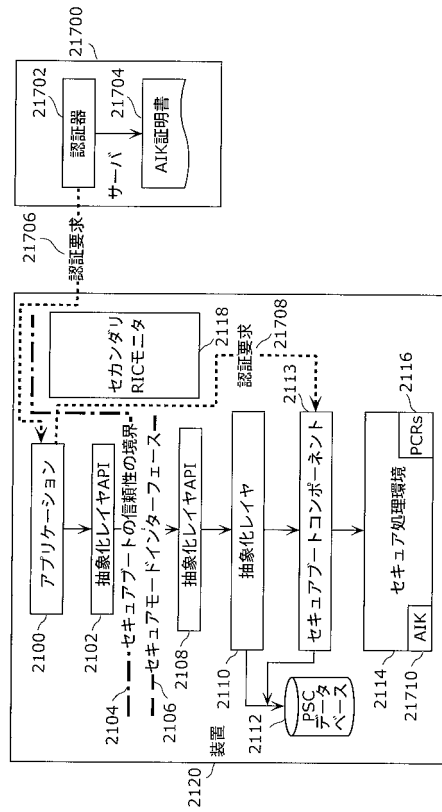 2120
装置
2100
アプリケーション
2102
抽象化レイヤAPI
2104
セキュアブートの信頼性の境界
2106
セキュアモードインターフェース
2108
抽象化レイヤAPI
2110
抽象化レイヤ
2112
PSC
データ
ベース
2113
セキュアブートコンポーネント
2114
セキュア処理環境
AIK
21710
PCRs
2116
セカンダリ
RICモニタ
2118
認証要求
21708
認証要求
21706
サーバ
21700
認証器
21702
AIK証明書
21704